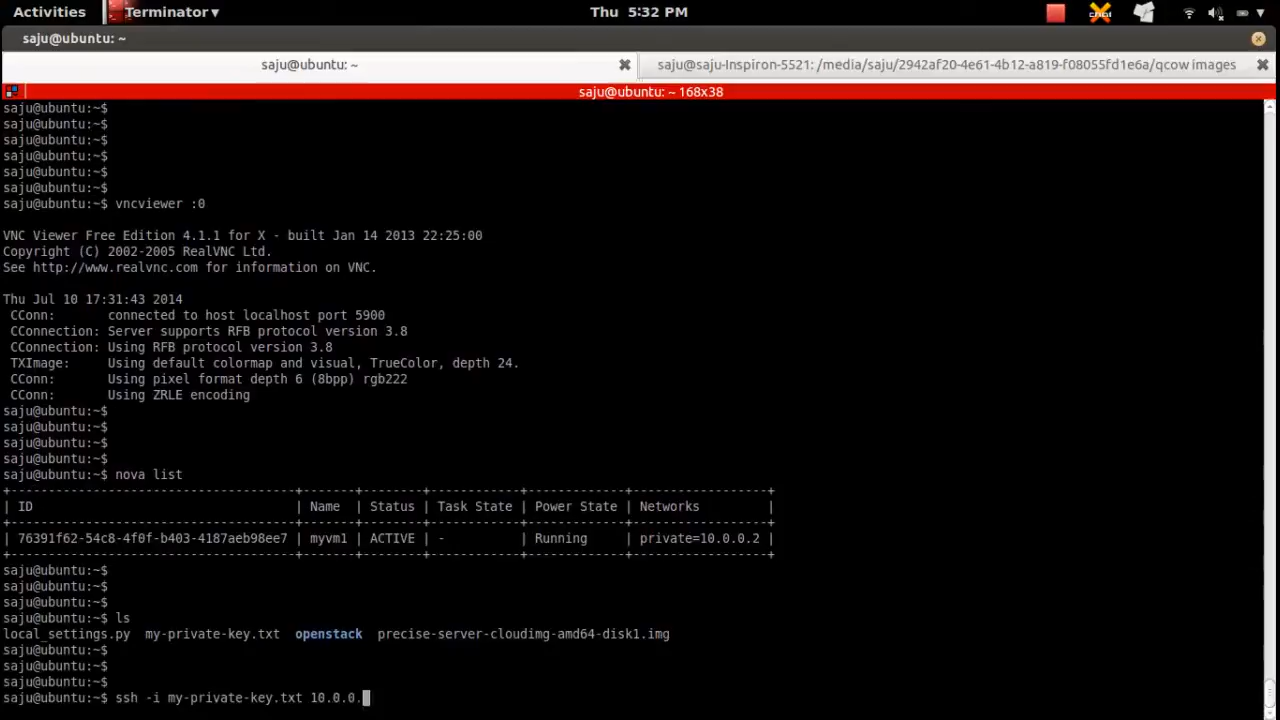 Activities Terminator▾ Thu 5:32 PM
saju@ubuntu: ~
saju@ubuntu: ~ saju@saju-Inspiron-5521: /media/saju/2942af20-4e61-4b12-a819-f08055fd1e6a/qcow images
saju@ubuntu: ~ 168x38
saju@ubuntu:~$
saju@ubuntu:~$
saju@ubuntu:~$
saju@ubuntu:~$
saju@ubuntu:~$
saju@ubuntu:~$
saju@ubuntu:~$ vncviewer :0
VNC Viewer Free Edition 4.1.1 for X - built Jan 14 2013 22:25:00
Copyright (C) 2002-2005 RealVNC Ltd.
See http://www.realvnc.com for information on VNC.
Thu Jul 10 17:31:43 2014
CConn: connected to host localhost port 5900
CConnection: Server supports RFB protocol version 3.8
CConnection: Using RFB protocol version 3.8
TXImage: Using default colormap and visual, TrueColor, depth 24.
CConn: Using pixel format depth 6 (8bpp) rgb222
CConn: Using ZRLE encoding
saju@ubuntu:~$
saju@ubuntu:~$
saju@ubuntu:~$
saju@ubuntu:~$
saju@ubuntu:~$ nova list
+--------------------------------------+-------+--------+------------+-------------+------------------+
| ID | Name | Status | Task State | Power State | Networks |
+--------------------------------------+-------+--------+------------+-------------+------------------+
| 76391f62-54c8-4f0f-b403-4187aeb98ee7 | myvm1 | ACTIVE | - | Running | private=10.0.0.2 |
+--------------------------------------+-------+--------+------------+-------------+------------------+
saju@ubuntu:~$
saju@ubuntu:~$
saju@ubuntu:~$
saju@ubuntu:~$ ls
local_settings.py my-private-key.txt openstack precise-server-cloudimg-amd64-disk1.img
saju@ubuntu:~$
saju@ubuntu:~$
saju@ubuntu:~$
saju@ubuntu:~$ ssh -i my-private-key.txt 10.0.0.